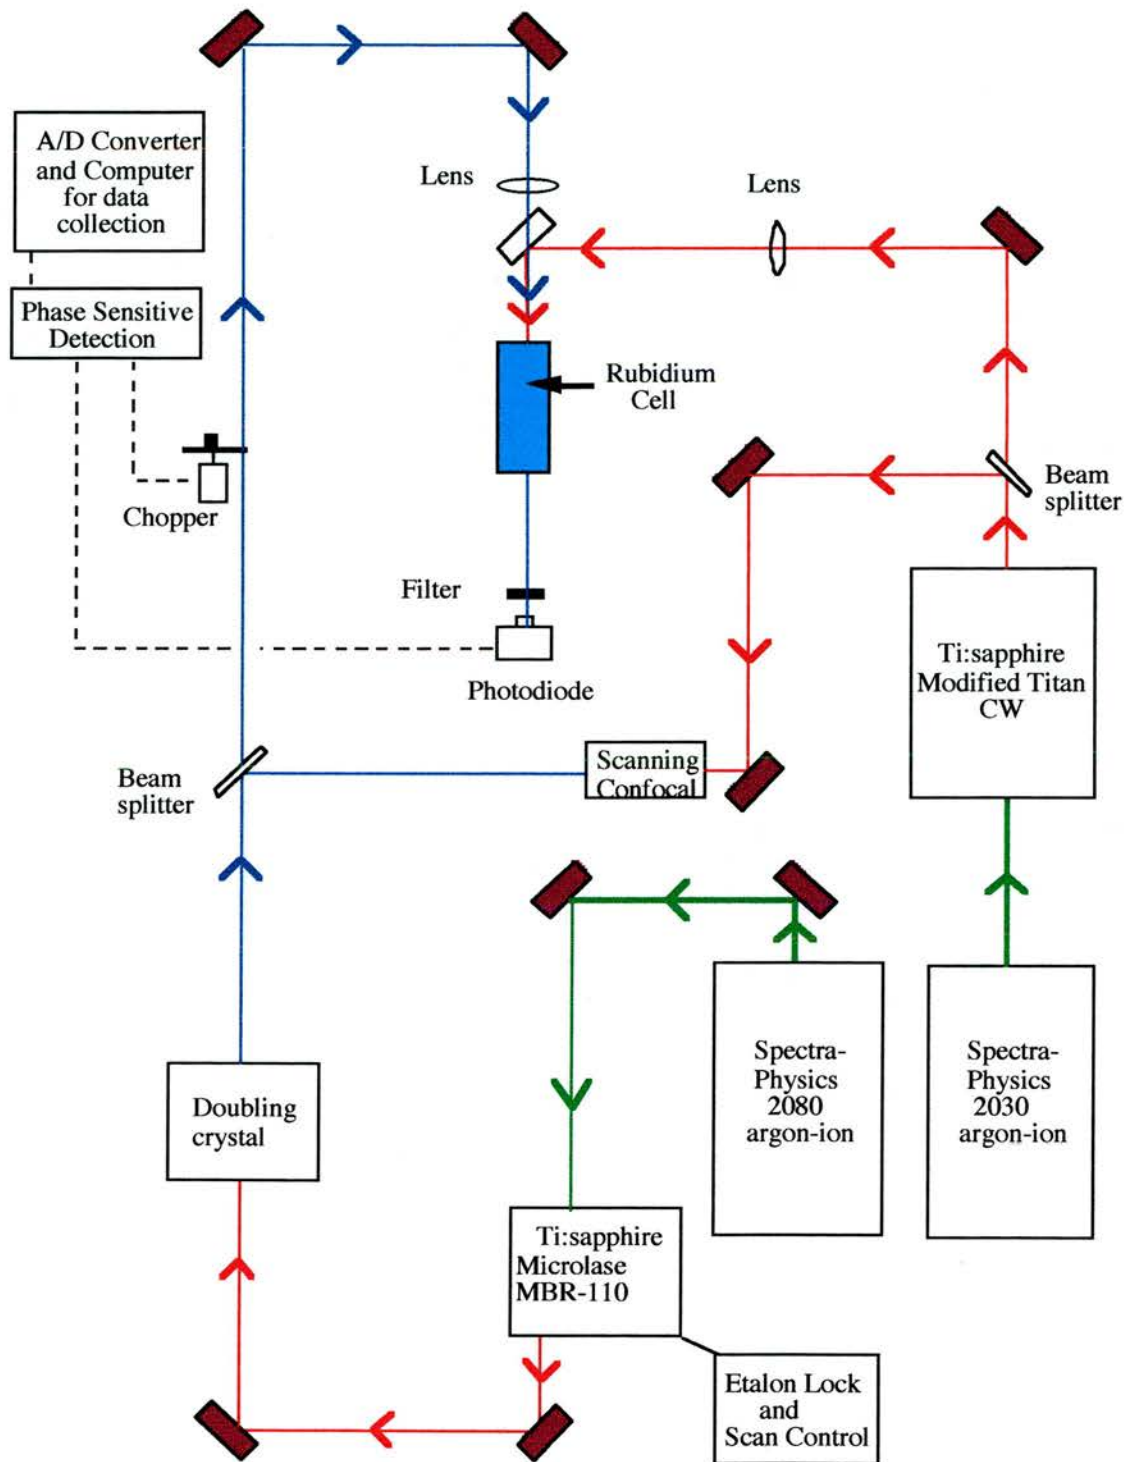 A/D Converter
and Computer
for data
collection
Lens
Lens
Phase Sensitive
Detection
Rubidium
Cell
Beam
splitter
Chopper
Filter
Ti:sapphire
Modified Titan
CW
Photodiode
Scanning
Confocal
Beam
splitter
Spectra-
Physics
2080
argon-ion
Spectra-
Physics
2030
argon-ion
Doubling
crystal
Ti:sapphire
Microlase
MBR-110
Etalon Lock
and
Scan Control